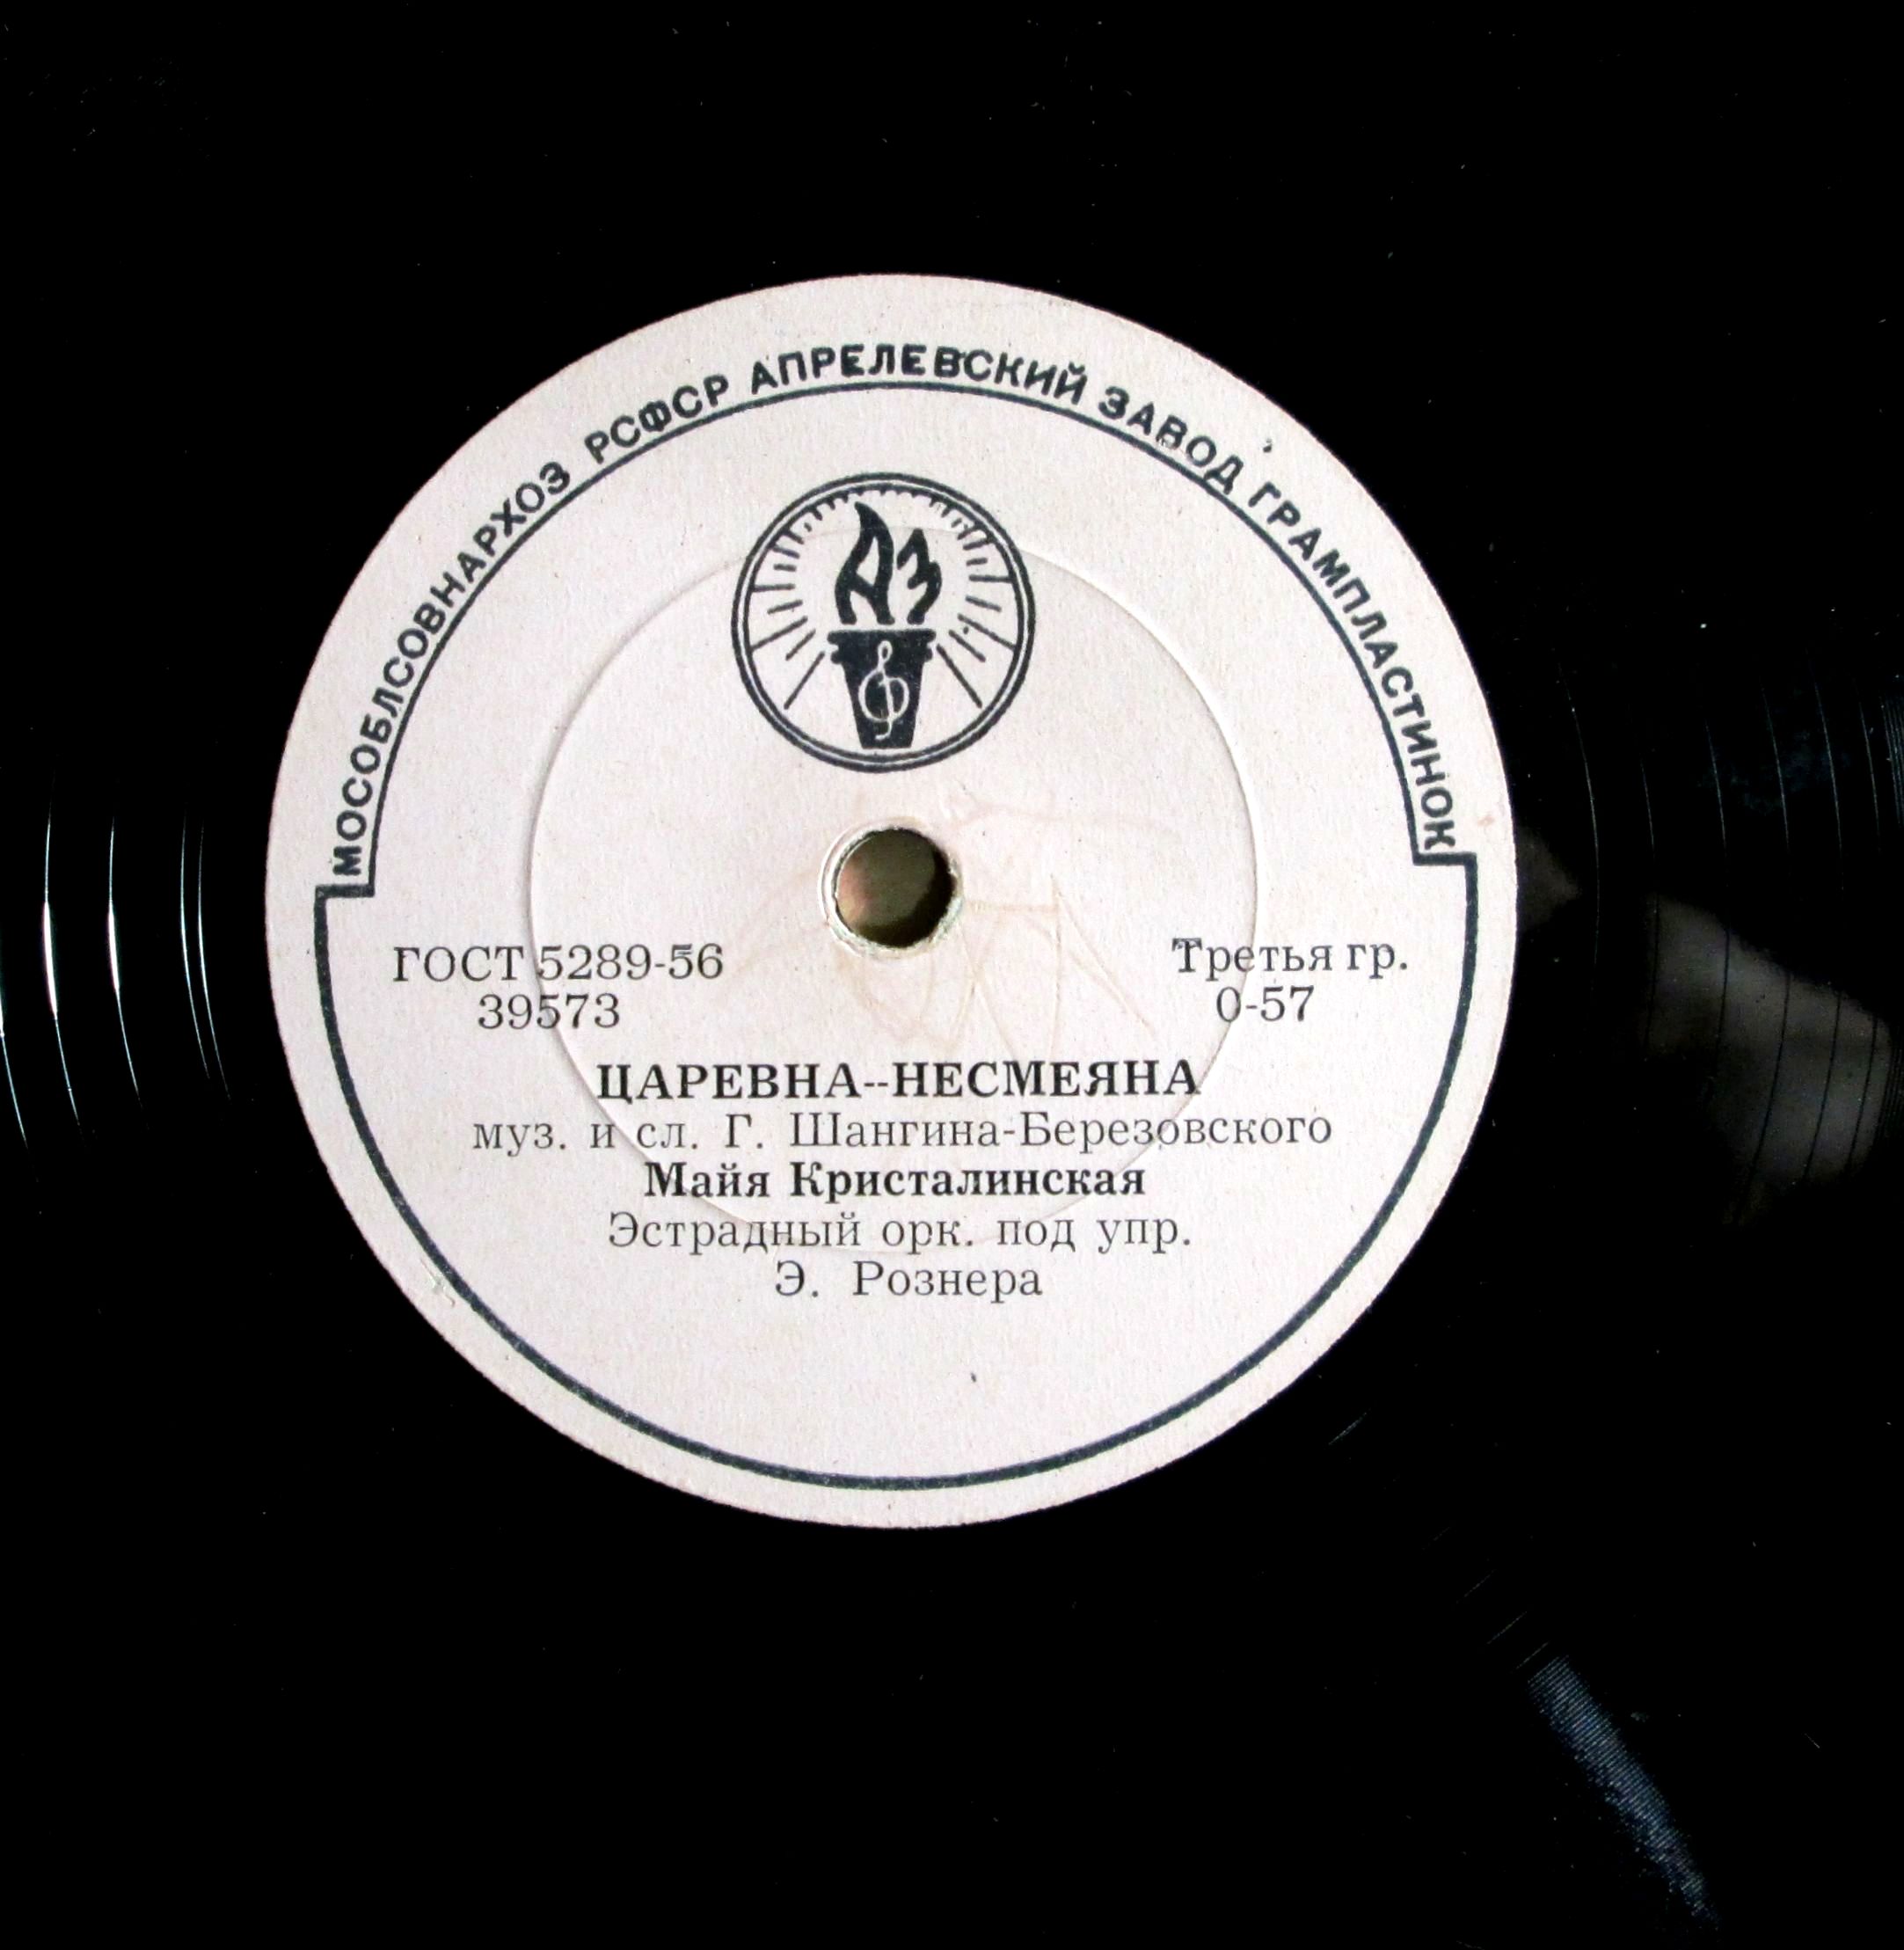 МОСОБЛСОВНАРХОЗ РСФСР АПРЕЛЕВСКИЙ ЗАВОД ГРАМПЛАСТИНОК
АЗ
ГОСТ 5289-56
39573
Третья гр.
0-57
ЦАРЕВНА--НЕСМЕЯНА
муз. и сл. Г. Шангина-Березовского
Майя Кристалинская
Эстрадный орк. под упр.
Э. Рознера